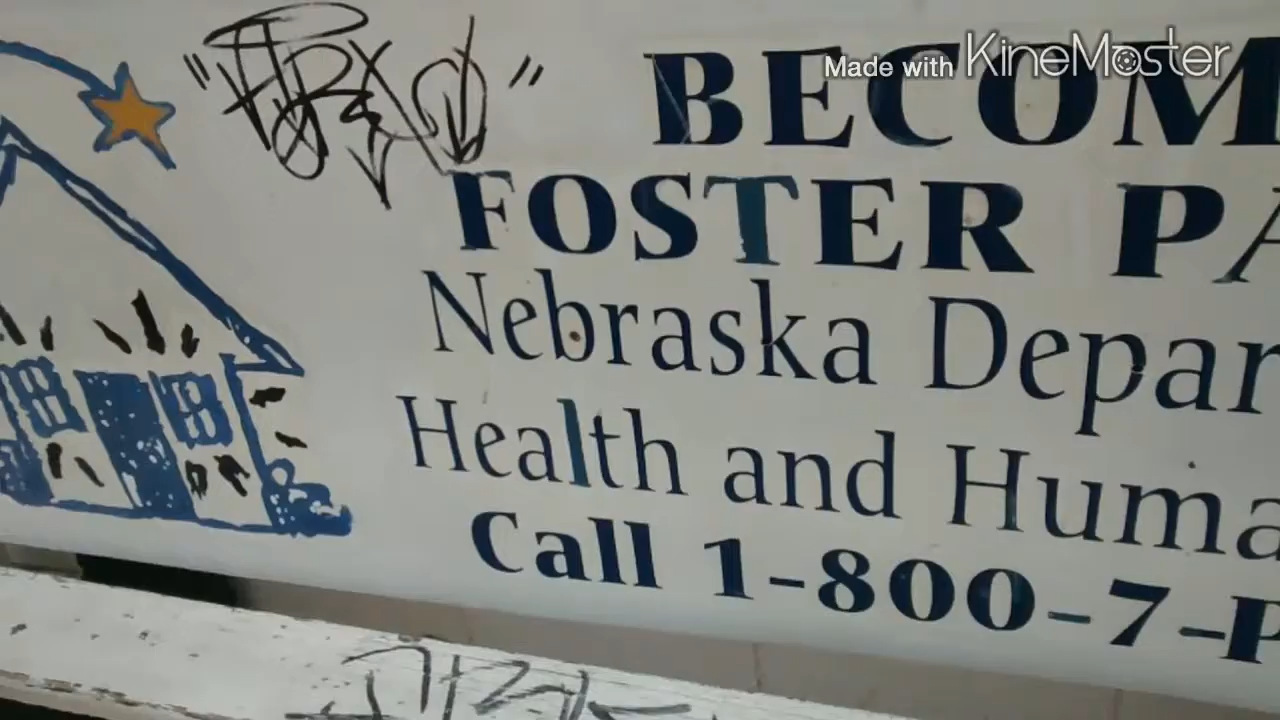 Made with KineMaster
BECOM
FOSTER PA
Nebraska Depar
Health and Huma
Call 1-800-7-P